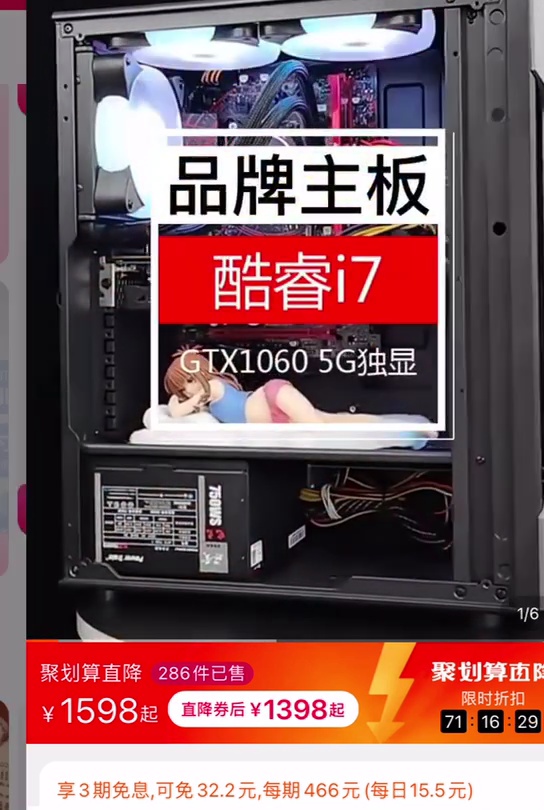 品牌主板
酷睿i7
GTX1060 5G独显
750WS
1/6
聚划算直降 286件已售
聚划算直降
¥1598起 直降券后¥1398起
限时折扣
71:16:29
享3期免息,可免32.2元,每期466元(每日15.5元)